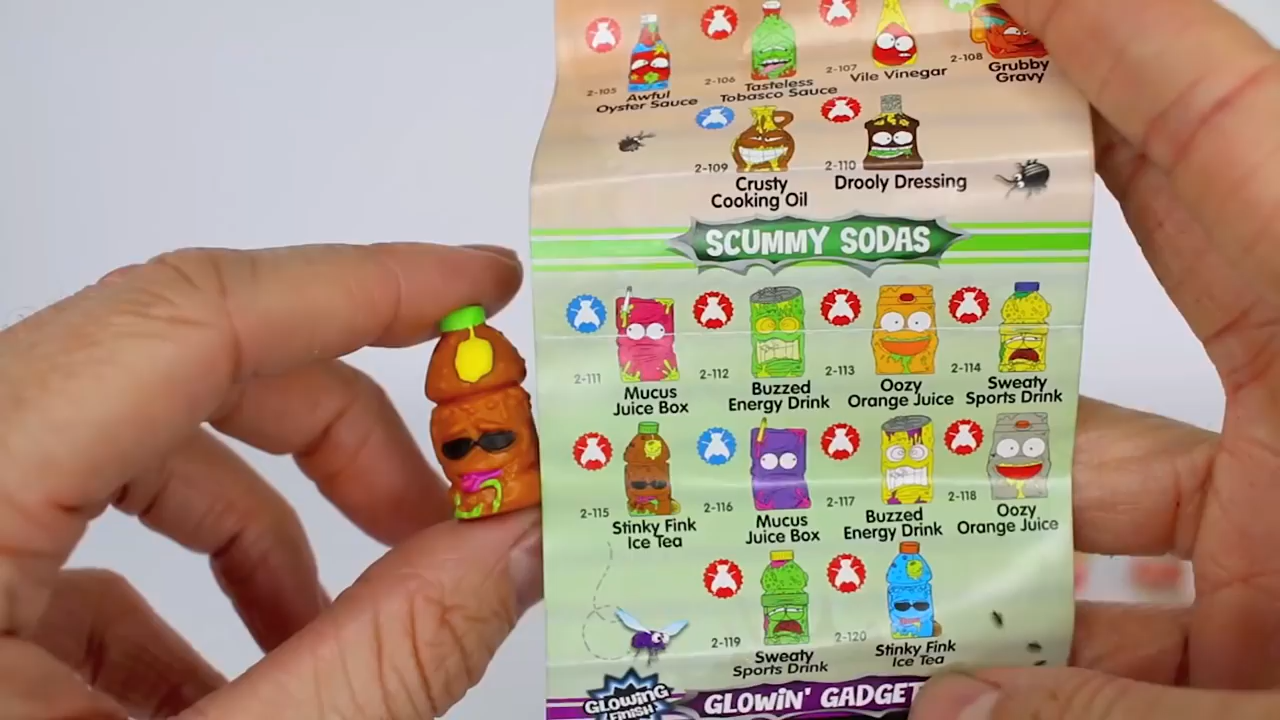 2-105
Awful
Oyster Sauce
2-106
Tasteless
Tobasco Sauce
2-107
Vile Vinegar
2-108
Grubby
Gravy
2-109
Crusty
Cooking Oil
2-110
Drooly Dressing
SCUMMY SODAS
2-111
Mucus
Juice Box
2-112
Buzzed
Energy Drink
2-113
Oozy
Orange Juice
2-114
Sweaty
Sports Drink
2-115
Stinky Fink
Ice Tea
2-116
Mucus
Juice Box
2-117
Buzzed
Energy Drink
2-118
Oozy
Orange Juice
2-119
Sweaty
Sports Drink
2-120
Stinky Fink
Ice Tea
GLOWING
FINISH
GLOWIN' GADGET